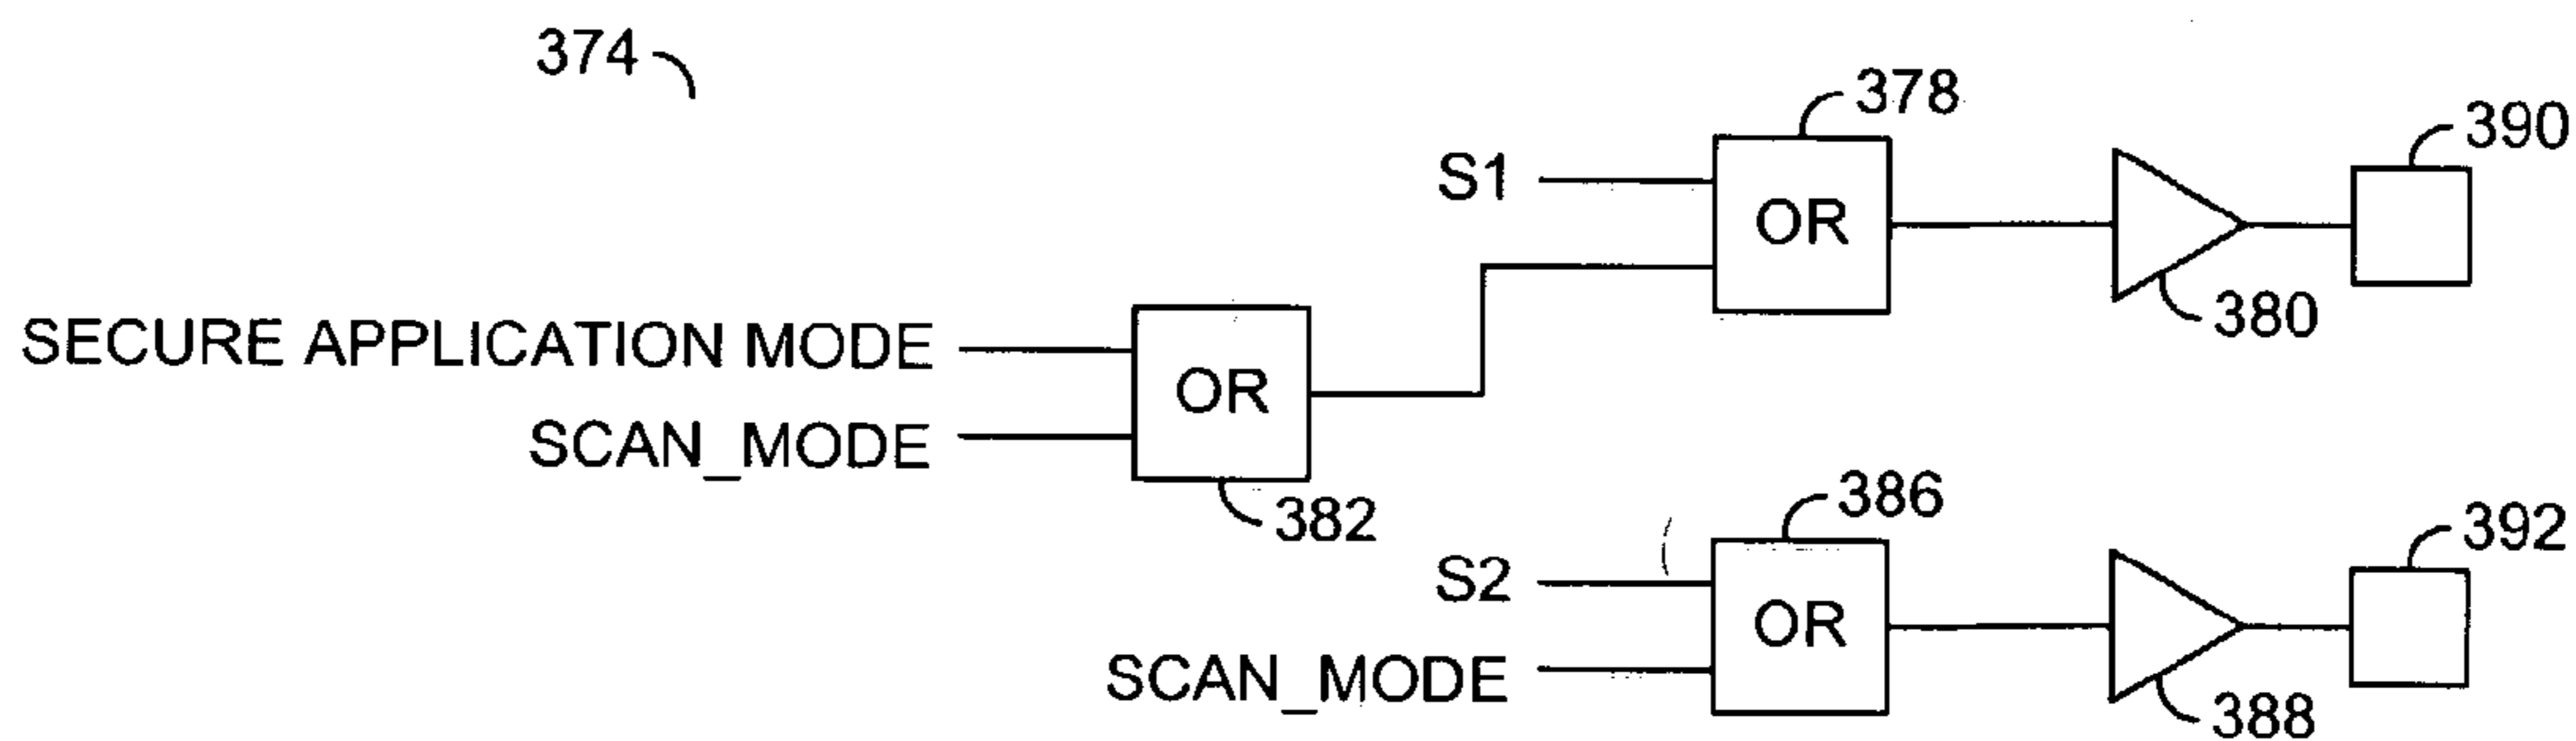 374
378
390
S1
OR
380
SECURE APPLICATION MODE
OR
SCAN_MODE
382
386
392
S2
OR
SCAN_MODE
388